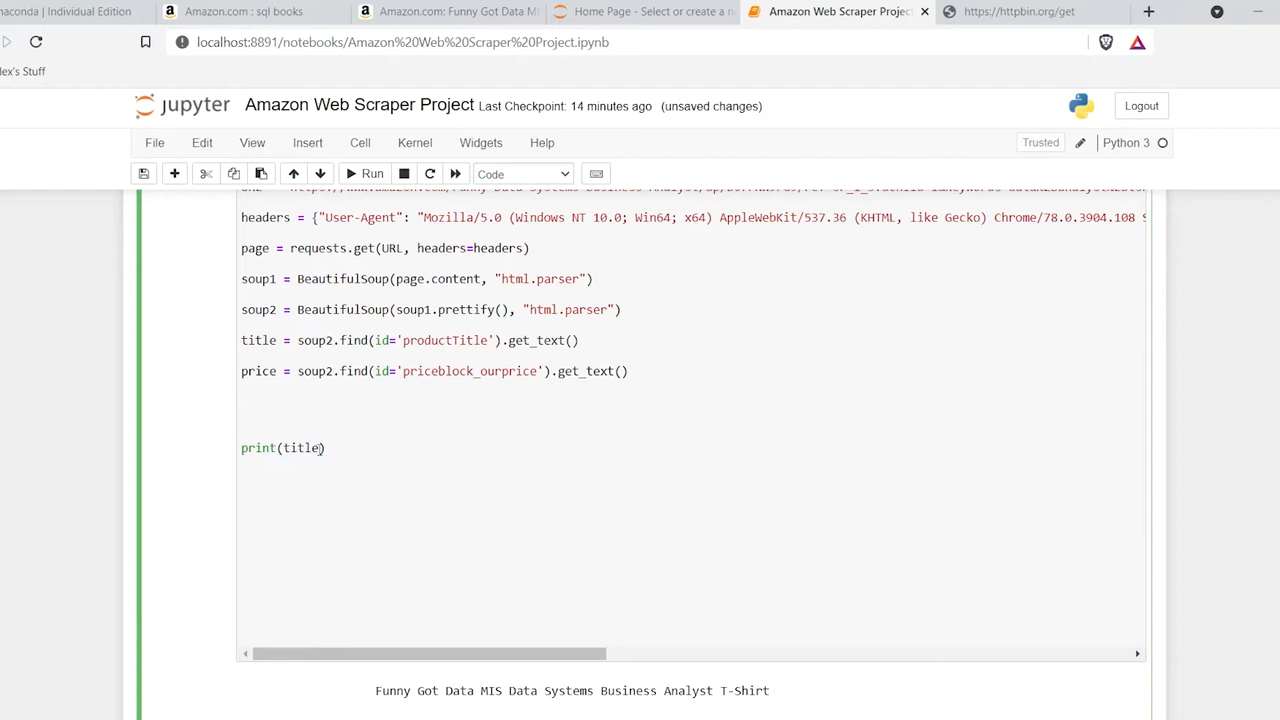 naconda | Individual Edition
Amazon.com : sql books
Amazon.com: Funny Got Data MI
Home Page - Select or create a n
Amazon Web Scraper Project
https://httpbin.org/get
localhost:8891/notebooks/Amazon%20Web%20Scraper%20Project.ipynb
lex's Stuff
jupyter Amazon Web Scraper Project Last Checkpoint: 14 minutes ago (unsaved changes)
Logout
File Edit View Insert Cell Kernel Widgets Help
Trusted Python 3
Run Code
headers = {"User-Agent": "Mozilla/5.0 (Windows NT 10.0; Win64; x64) AppleWebKit/537.36 (KHTML, like Gecko) Chrome/78.0.3904.108 S
page = requests.get(URL, headers=headers)
soup1 = BeautifulSoup(page.content, "html.parser")
soup2 = BeautifulSoup(soup1.prettify(), "html.parser")
title = soup2.find(id='productTitle').get_text()
price = soup2.find(id='priceblock_ourprice').get_text()
print(title)
Funny Got Data MIS Data Systems Business Analyst T-Shirt